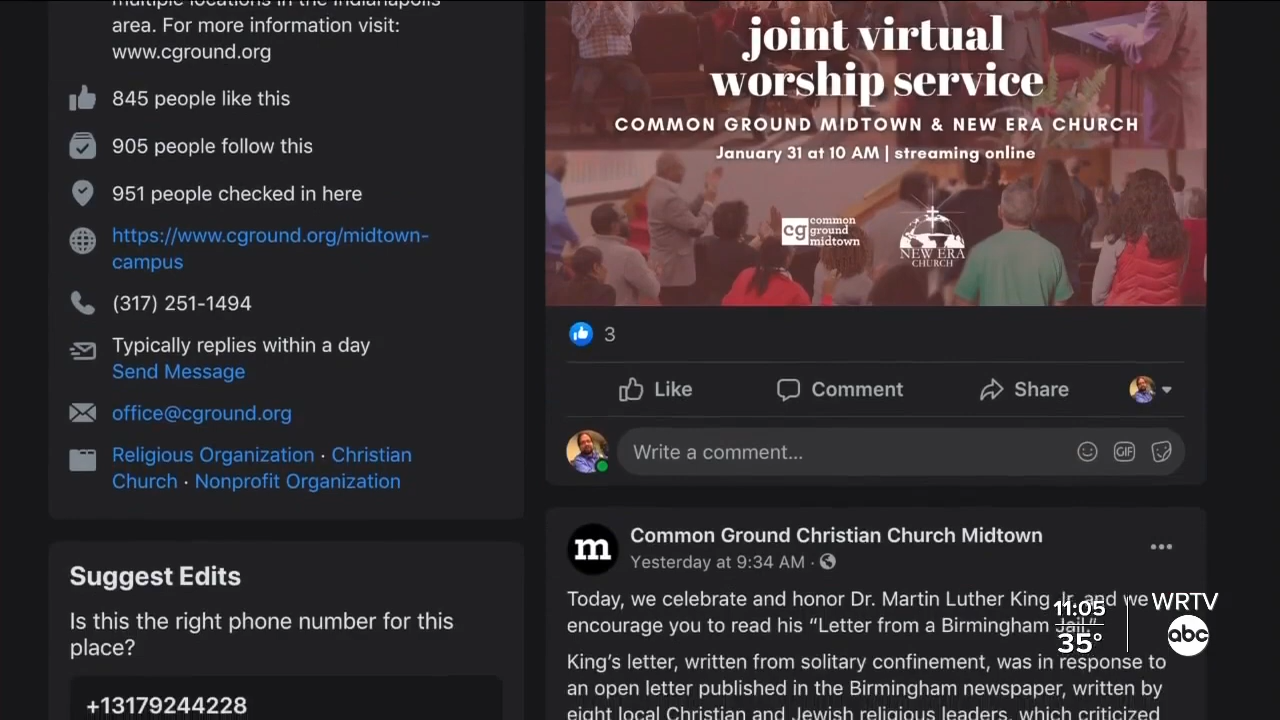 multiple locations in the Indianapolis
area. For more information visit:
www.cground.org
845 people like this
905 people follow this
951 people checked in here
https://www.cground.org/midtown-
campus
(317) 251-1494
Typically replies within a day
Send Message
office@cground.org
Religious Organization · Christian
Church · Nonprofit Organization
Suggest Edits
Is this the right phone number for this
place?
+13179244228
joint virtual
worship service
COMMON GROUND MIDTOWN & NEW ERA CHURCH
January 31 at 10 AM | streaming online
cg common
ground
midtown
NEW ERA
CHURCH
3
Like Comment Share
Write a comment...
GIF
m
Common Ground Christian Church Midtown
Yesterday at 9:34 AM ·
Today, we celebrate and honor Dr. Martin Luther King Jr. and we
encourage you to read his “Letter from a Birmingham Jail.”
King’s letter, written from solitary confinement, was in response to
an open letter published in the Birmingham newspaper, written by
eight local Christian and Jewish religious leaders, which criticized
11:05
35°
WRTV
abc